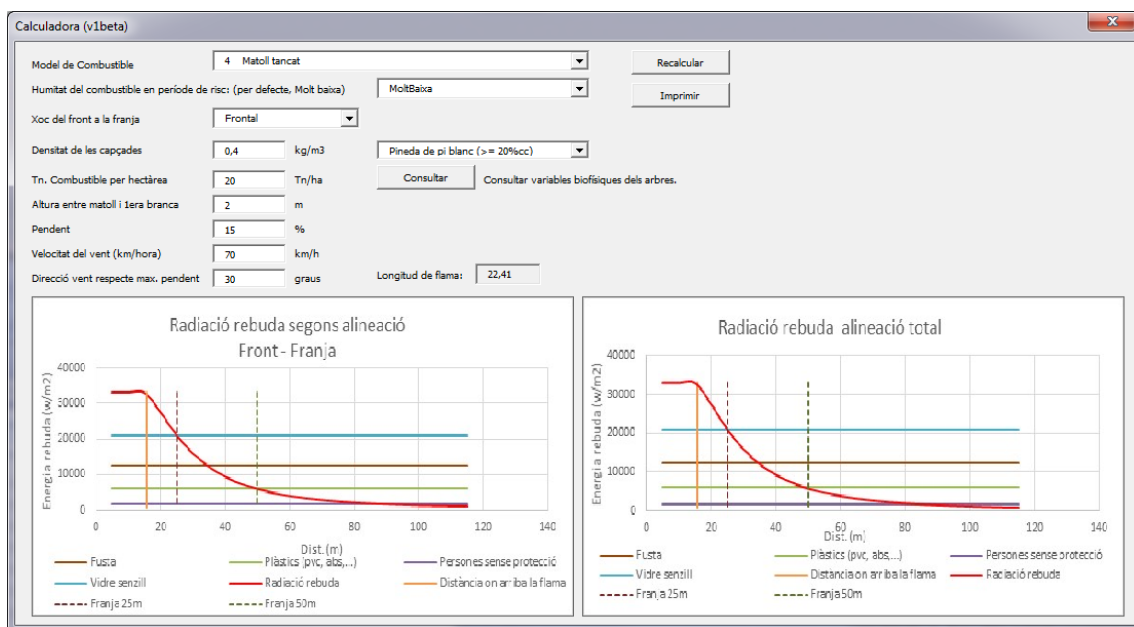 Calculadora (v1beta)
Model de Combustible
4 Matoll tancat
Recalcular
Humitat del combustible en període de risc: (per defecte, Molt baixa)
MoltBaixa
Imprimir
Xoc del front a la franja
Frontal
Densitat de les capçades
0,4
kg/m3
Pineda de pi blanc (>= 20%cc)
Tn. Combustible per hectàrea
20
Tn/ha
Consultar
Consultar variables biofísiques dels arbres.
Altura entre matoll i 1era branca
2
m
Pendent
15
%
Velocitat del vent (km/hora)
70
km/h
Direcció vent respecte max. pendent
30
graus
Longitud de flama:
22,41
Radiació rebuda segons alineació
Front - Franja
Energia rebuda (w/m2)
40000
30000
20000
10000
0
0 20 40 60 80 100 120 140
Dist. (m)
Fusta
Plàstics (pvc, abs,...)
Persones sense protecció
Vidre senzill
Radiació rebuda
Distància on arriba la flama
Franja 25m
Franja 50m
Radiació rebuda alineació total
Energia rebuda (w/m2)
40000
30000
20000
10000
0
0 20 40 60 80 100 120 140
Dist. (m)
Fusta
Plàstics (pvc, abs,...)
Persones sense protecció
Vidre senzill
Distancia on arriba la flama
Raciació rebuda
Franja 25m
Franja 50m